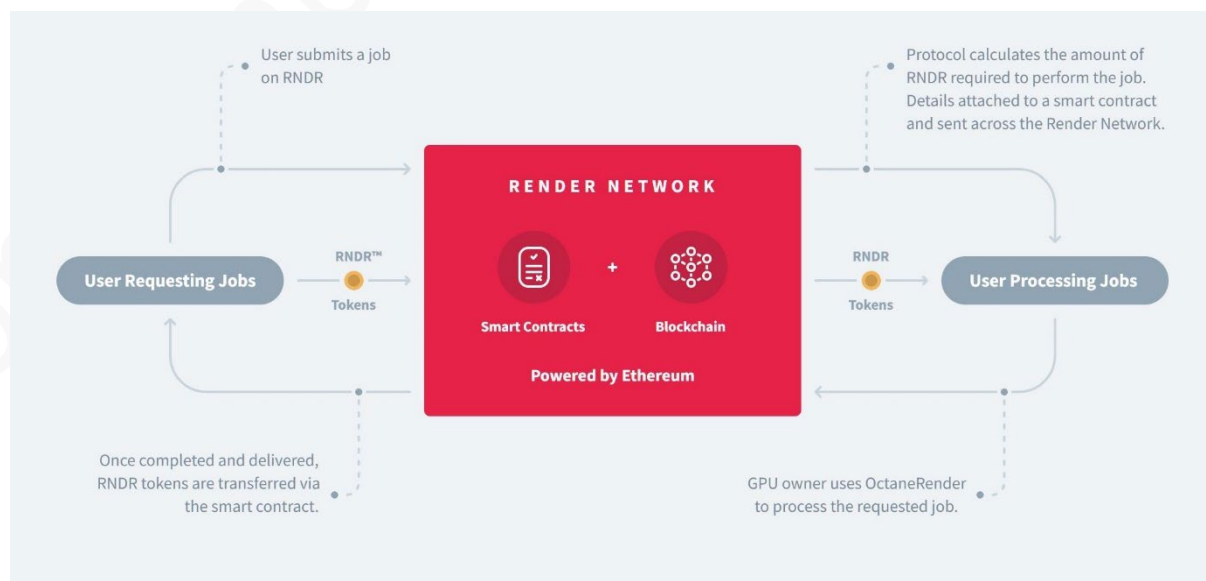 User submits a job
on RNDR
Protocol calculates the amount of
RNDR required to perform the job.
Details attached to a smart contract
and sent across the Render Network.
RENDER NETWORK
User Requesting Jobs
RNDR™
Tokens
+
Smart Contracts
Blockchain
Powered by Ethereum
RNDR
Tokens
User Processing Jobs
Once completed and delivered,
RNDR tokens are transferred via
the smart contract.
GPU owner uses OctaneRender
to process the requested job.